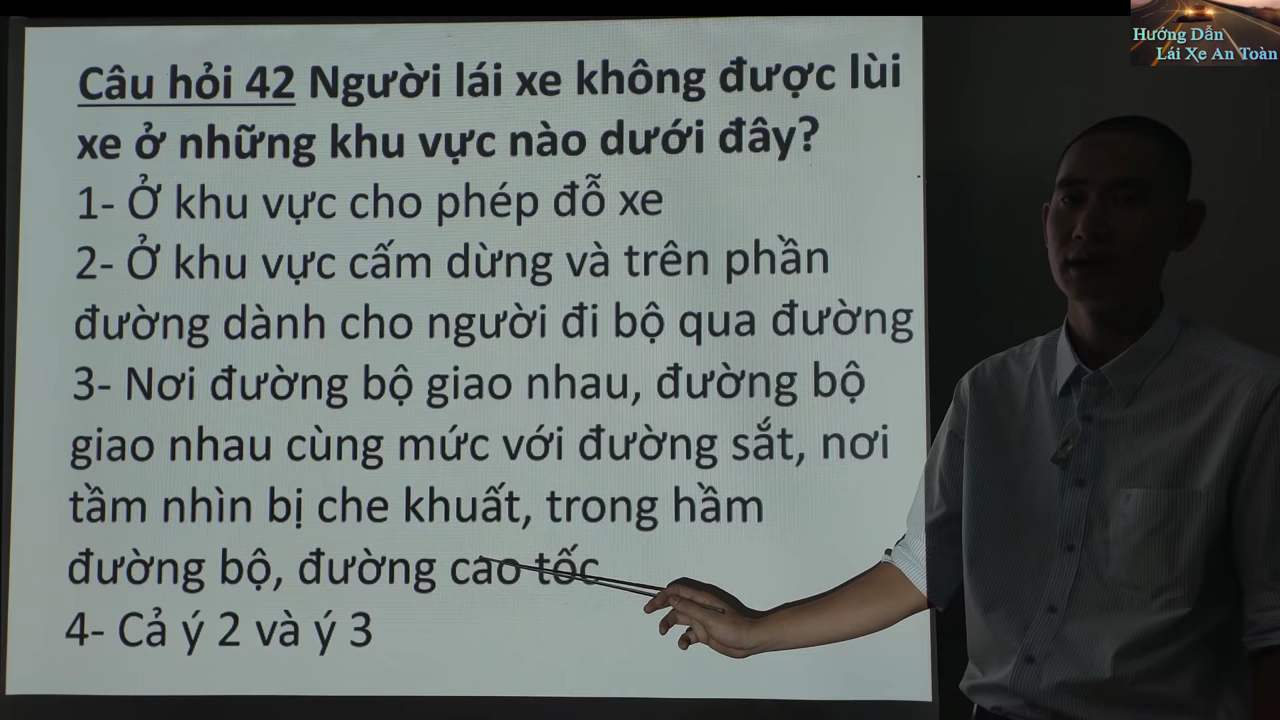 Hướng Dẫn
Lái Xe An Toàn
Câu hỏi 42 Người lái xe không được lùi
xe ở những khu vực nào dưới đây?
1- Ở khu vực cho phép đỗ xe
2- Ở khu vực cấm dừng và trên phần
đường dành cho người đi bộ qua đường
3- Nơi đường bộ giao nhau, đường bộ
giao nhau cùng mức với đường sắt, nơi
tầm nhìn bị che khuất, trong hầm
đường bộ, đường cao tốc
4- Cả ý 2 và ý 3